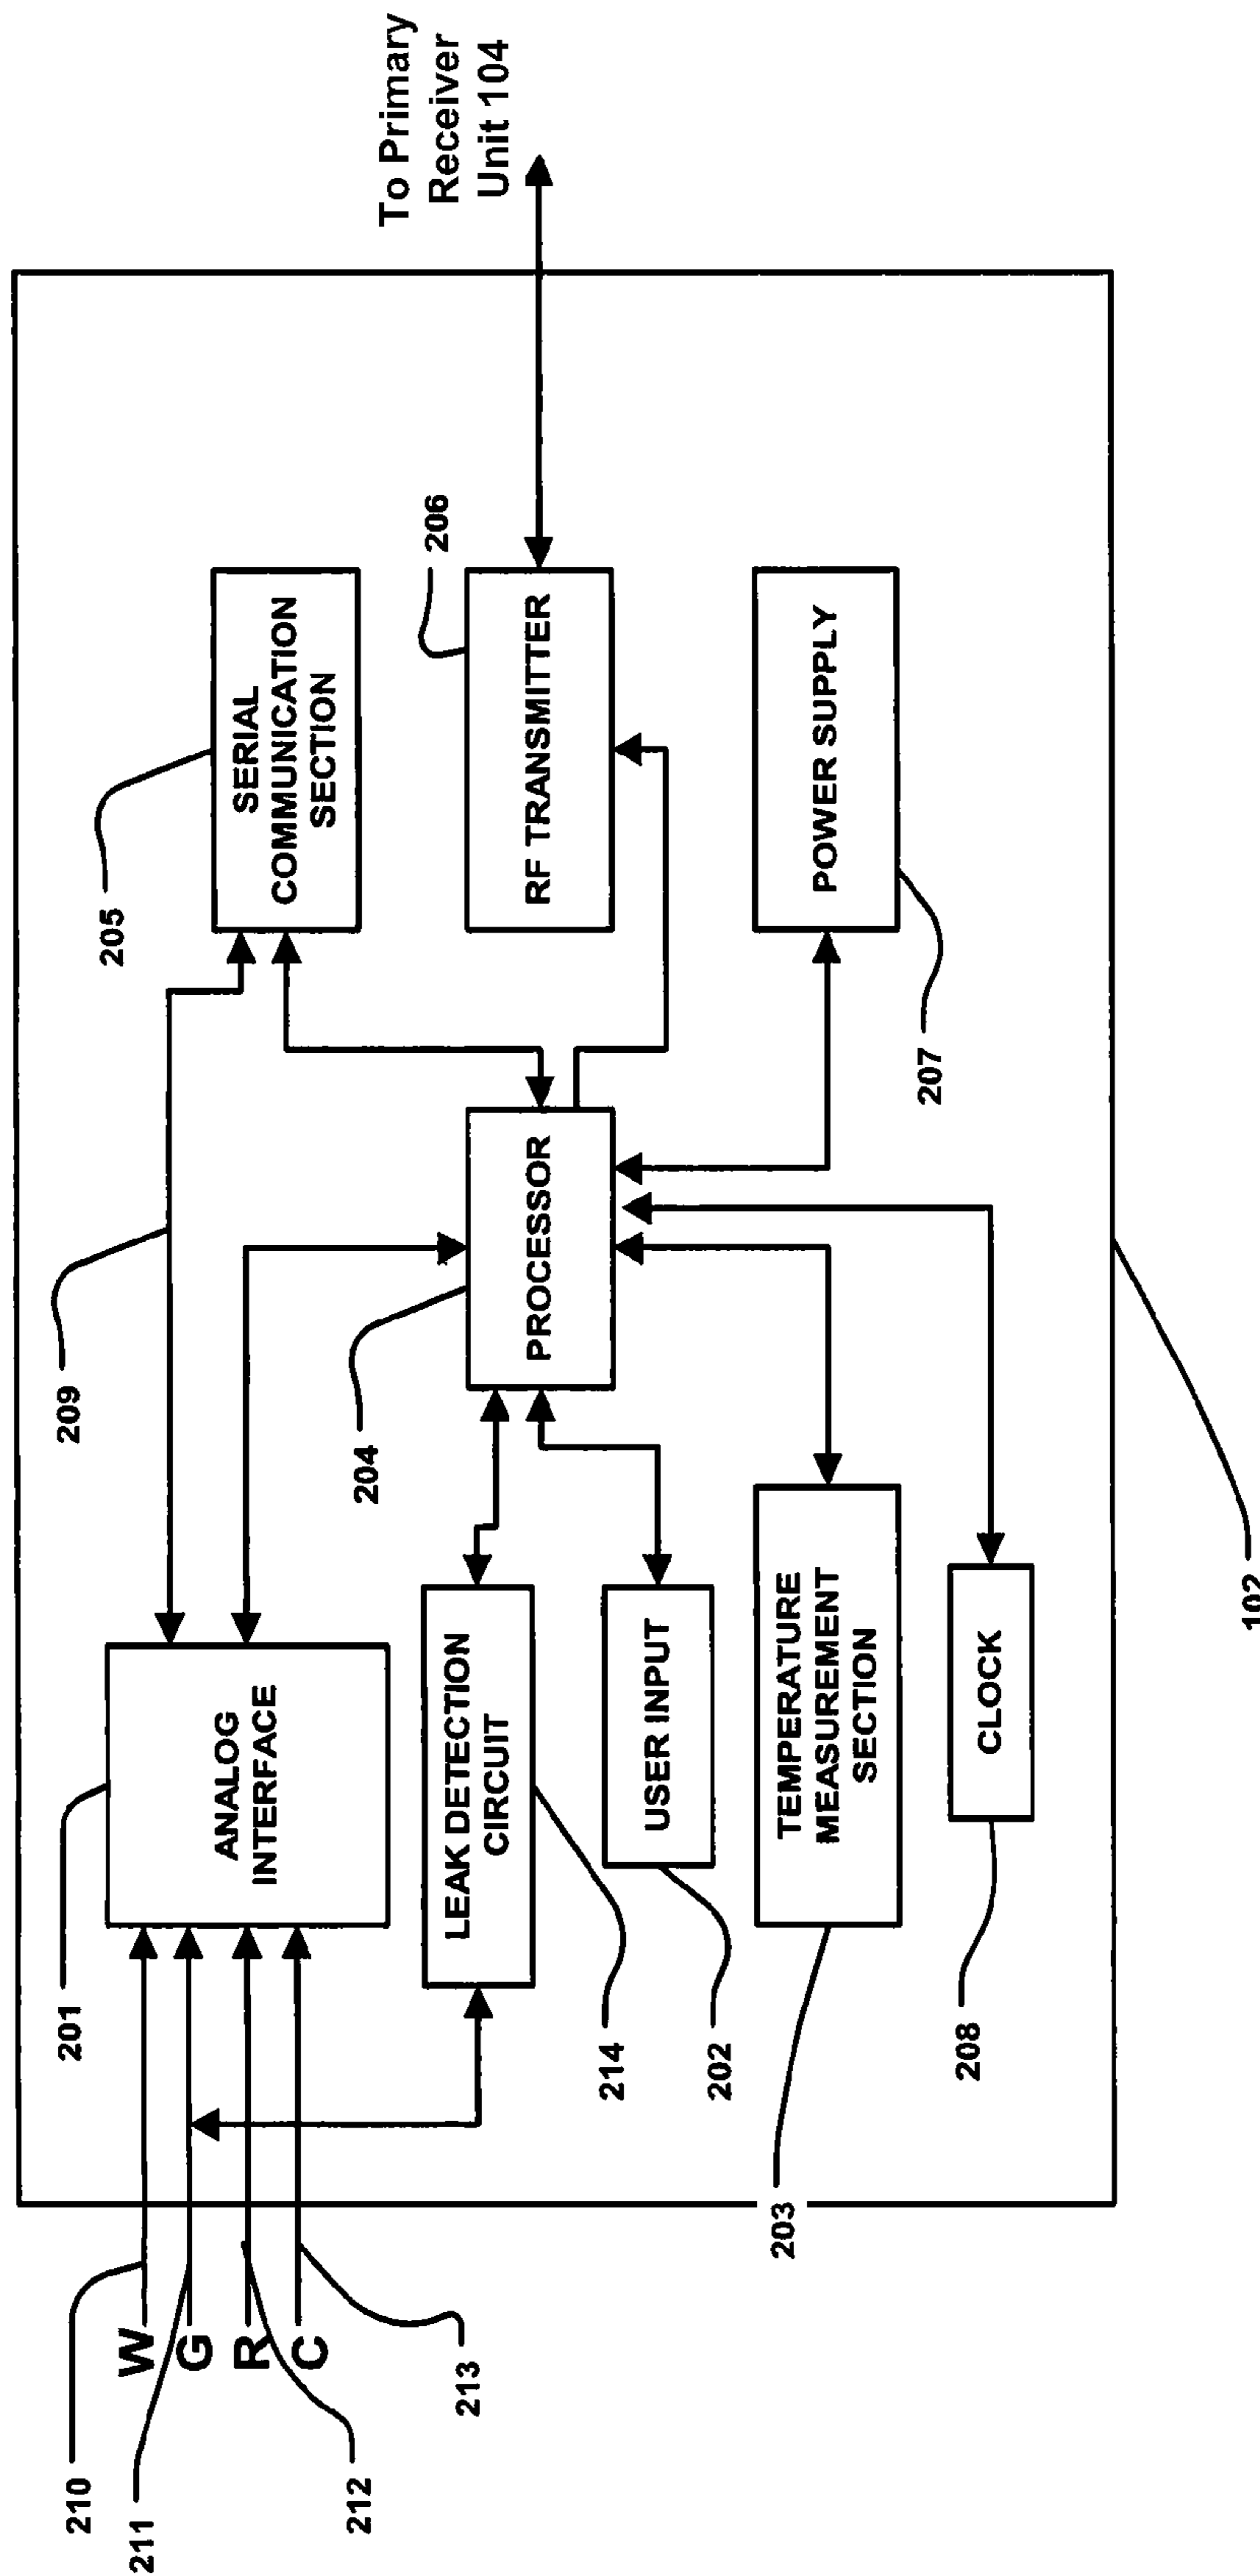 210
W
211
G
212
R
213
C
201
ANALOG
INTERFACE
209
205
SERIAL
COMMUNICATION
SECTION
LEAK DETECTION
CIRCUIT
214
204
PROCESSOR
206
RF TRANSMITTER
To Primary
Receiver
Unit 104
USER INPUT
202
TEMPERATURE
MEASUREMENT
SECTION
203
POWER SUPPLY
207
CLOCK
208
102